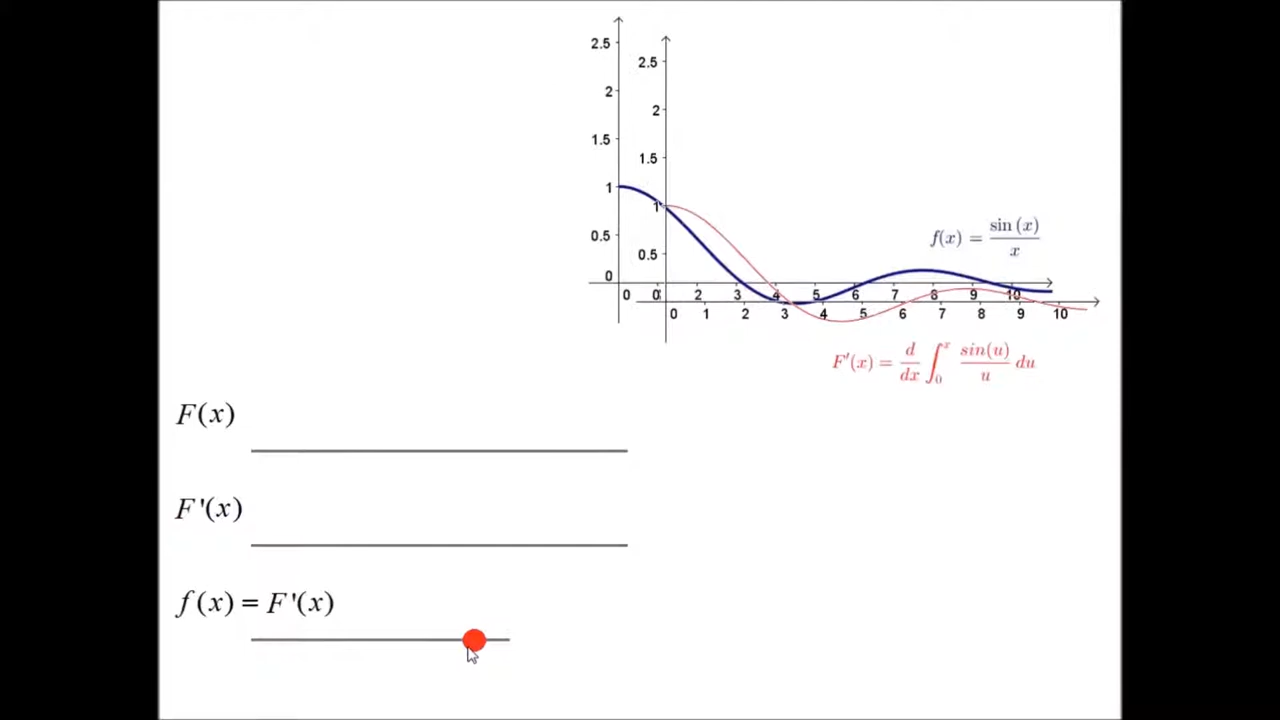 2.5
2.5
2
2
1.5
1.5
1
1
0.5
0.5
0
0 0 2 3 4 5 6 7 8 9 10
0 1 2 3 4 5 6 7 8 9 10
f(x) = sin (x) / x
F'(x) = d/dx ∫₀ˣ sin(u)/u du
F(x)
F'(x)
f(x) = F'(x)